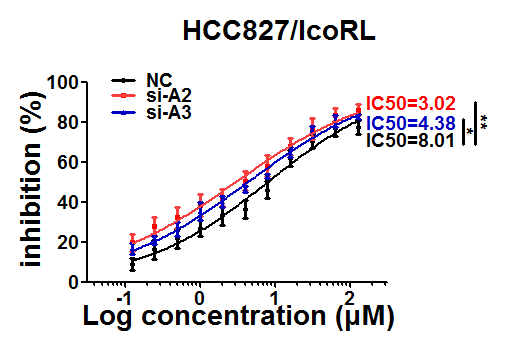 HCC827/IcoRL
NC
si-A2
si-A3
IC50=3.02
IC50=4.38
IC50=8.01
*
**
inhibition (%)
100
80
60
40
20
0
-1 0 1 2
Log concentration (μM)